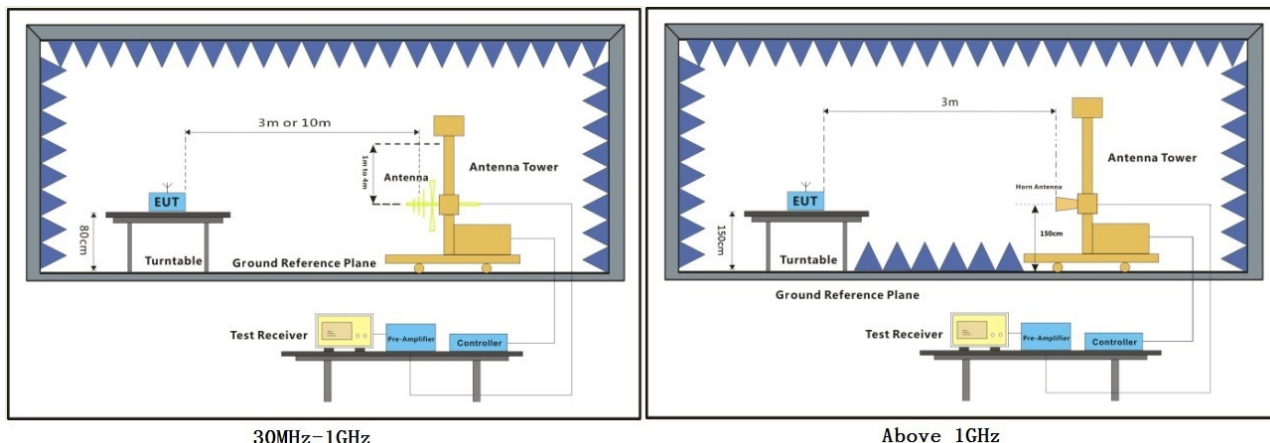 3m or 10m
1m to 4m
Antenna
Antenna Tower
EUT
80cm
Turntable
Ground Reference Plane
Test Receiver
Pre-Amplifier
Controller
30MHz-1GHz
3m
Antenna Tower
Horn Antenna
EUT
150cm
150cm
Turntable
Ground Reference Plane
Test Receiver
Pre-Amplifier
Controller
Above 1GHz